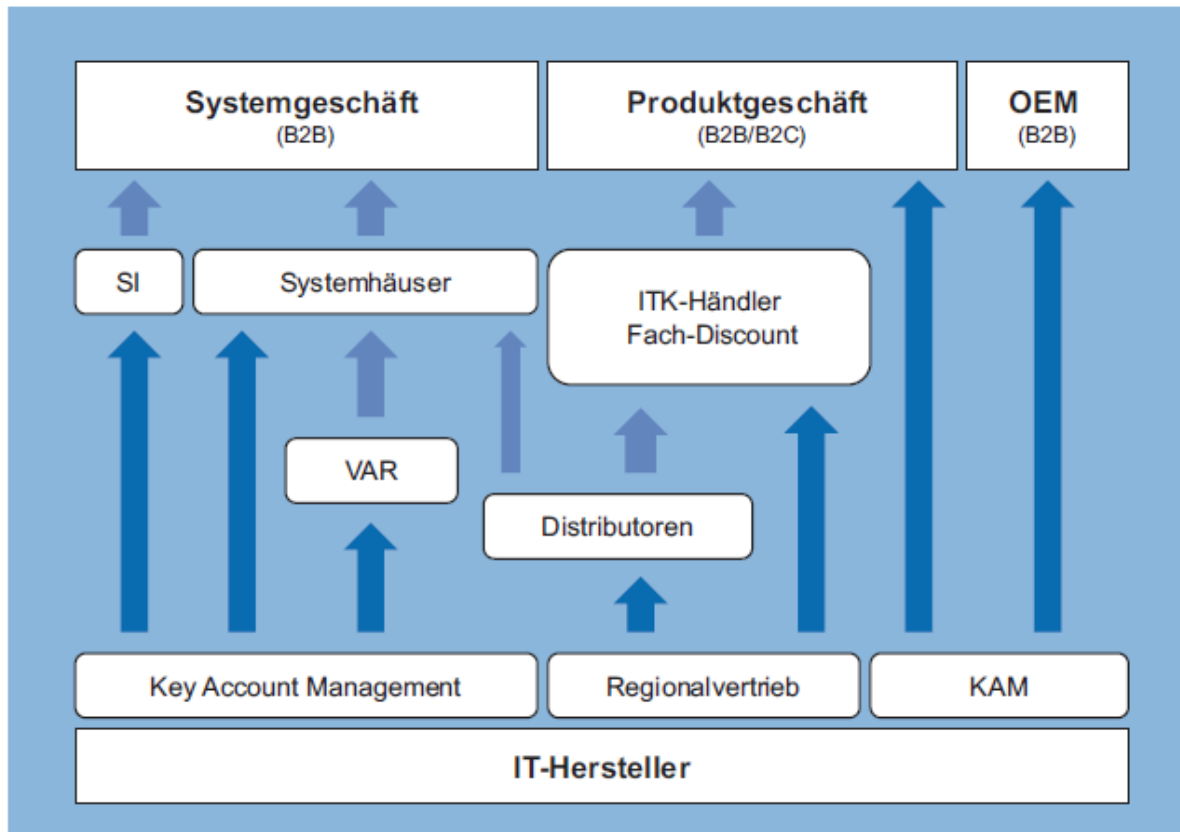 Systemgeschäft
(B2B)
Produktgeschäft
(B2B/B2C)
OEM
(B2B)
SI
Systemhäuser
ITK-Händler
Fach-Discount
VAR
Distributoren
Key Account Management
Regionalvertrieb
KAM
IT-Hersteller